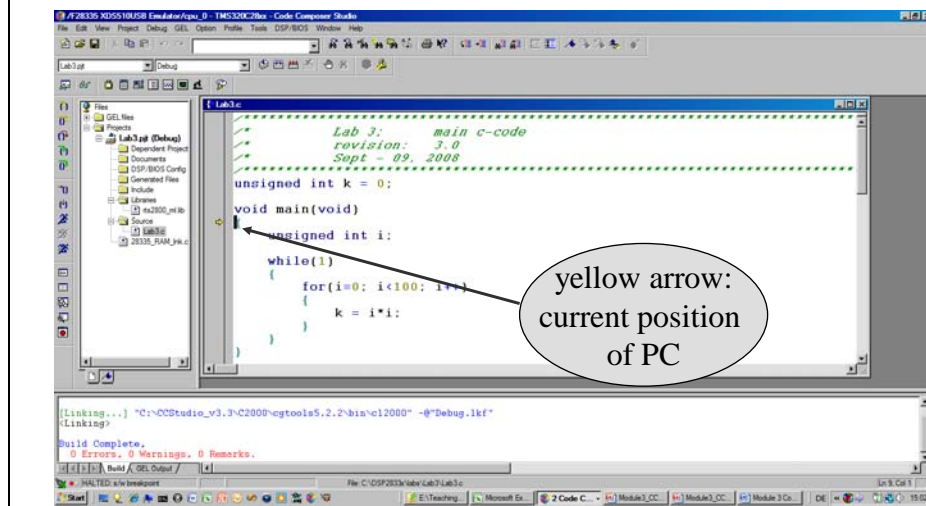 /F28335 XDS510USB Emulator/cpu_0 - TMS320C28xx - Code Composer Studio
File Edit View Project Debug GEL Option Profile Tools DSP/BIOS Window Help
Lab3.pjt Debug
Files
GEL files
Projects
Lab3.pjt (Debug)
Dependent Project
Documents
DSP/BIOS Config
Generated Files
Include
Libraries
rts2800_ml.lib
Source
Lab3.c
28335_RAM_lnk.c
Lab3.c
/*****
/* Lab 3: main c-code
/* revision: 3.0
/* Sept - 09, 2008
/*****
unsigned int k = 0;
void main(void)
{
unsigned int i;
while(1)
{
for(i=0; i<100; i++)
{
k = i*i;
}
}
}
yellow arrow:
current position
of PC
[Linking...] "C:\CCStudio_v3.3\C2000\cgtools5.2.2\bin\cl2000" -@"Debug.lkf"
<Linking>
Build Complete,
0 Errors, 0 Warnings, 0 Remarks.
Build GEL Output
HALTED: s/w breakpoint File: C:\DSP2833x\labs\Lab3\Lab3.c Ln 9, Col 1
Start E:\Teaching... Microsoft Ex... 2 Code C... Module3_CC... Module3_CC... Module 3 Co... DE 15:02